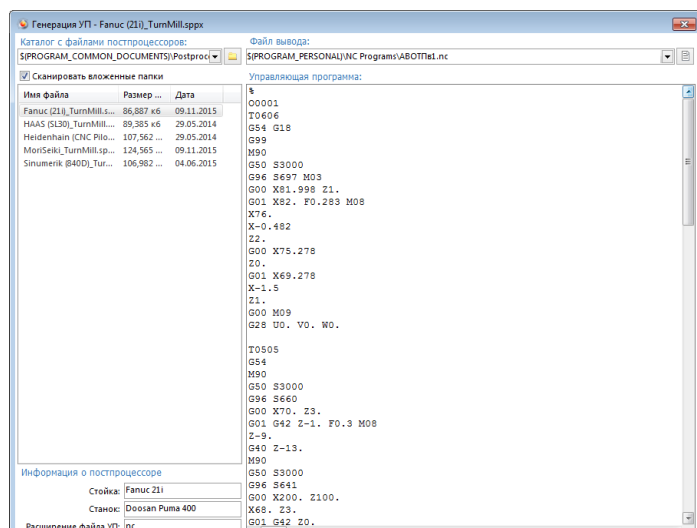 Генерация УП - Fanuc (21i)_TurnMill.sppx
Каталог с файлами постпроцессоров:
$(PROGRAM_COMMON_DOCUMENTS)\Postproc
Сканировать вложенные папки
Имя файла Размер ... Дата
Fanuc (21i)_TurnMill.s... 86,887 кб 09.11.2015
HAAS (SL30)_TurnMill.... 89,385 кб 29.05.2014
Heidenhain (CNC Pilo... 107,562 ... 29.05.2014
MoriSeiki_TurnMill.sp... 124,565 ... 09.11.2015
Sinumerik (840D)_Tur... 106,982 ... 04.06.2015
Информация о постпроцессоре
Стойка: Fanuc 21i
Станок: Doosan Puma 400
Расширение файла УП: nc
Файл вывода:
$(PROGRAM_PERSONAL)\NC Programs\АВОТПв1.nc
Управляющая программа:
%
O0001
T0606
G54 G18
G99
M90
G50 S3000
G96 S697 M03
G00 X81.998 Z1.
G01 X82. F0.283 M08
X76.
X-0.482
Z2.
G00 X75.278
Z0.
G01 X69.278
X-1.5
Z1.
G00 M09
G28 U0. V0. W0.
T0505
G54
M90
G50 S3000
G96 S660
G00 X70. Z3.
G01 G42 Z-1. F0.3 M08
Z-9.
G40 Z-13.
M90
G50 S3000
G96 S641
G00 X200. Z100.
X68. Z3.
G01 G42 Z0.